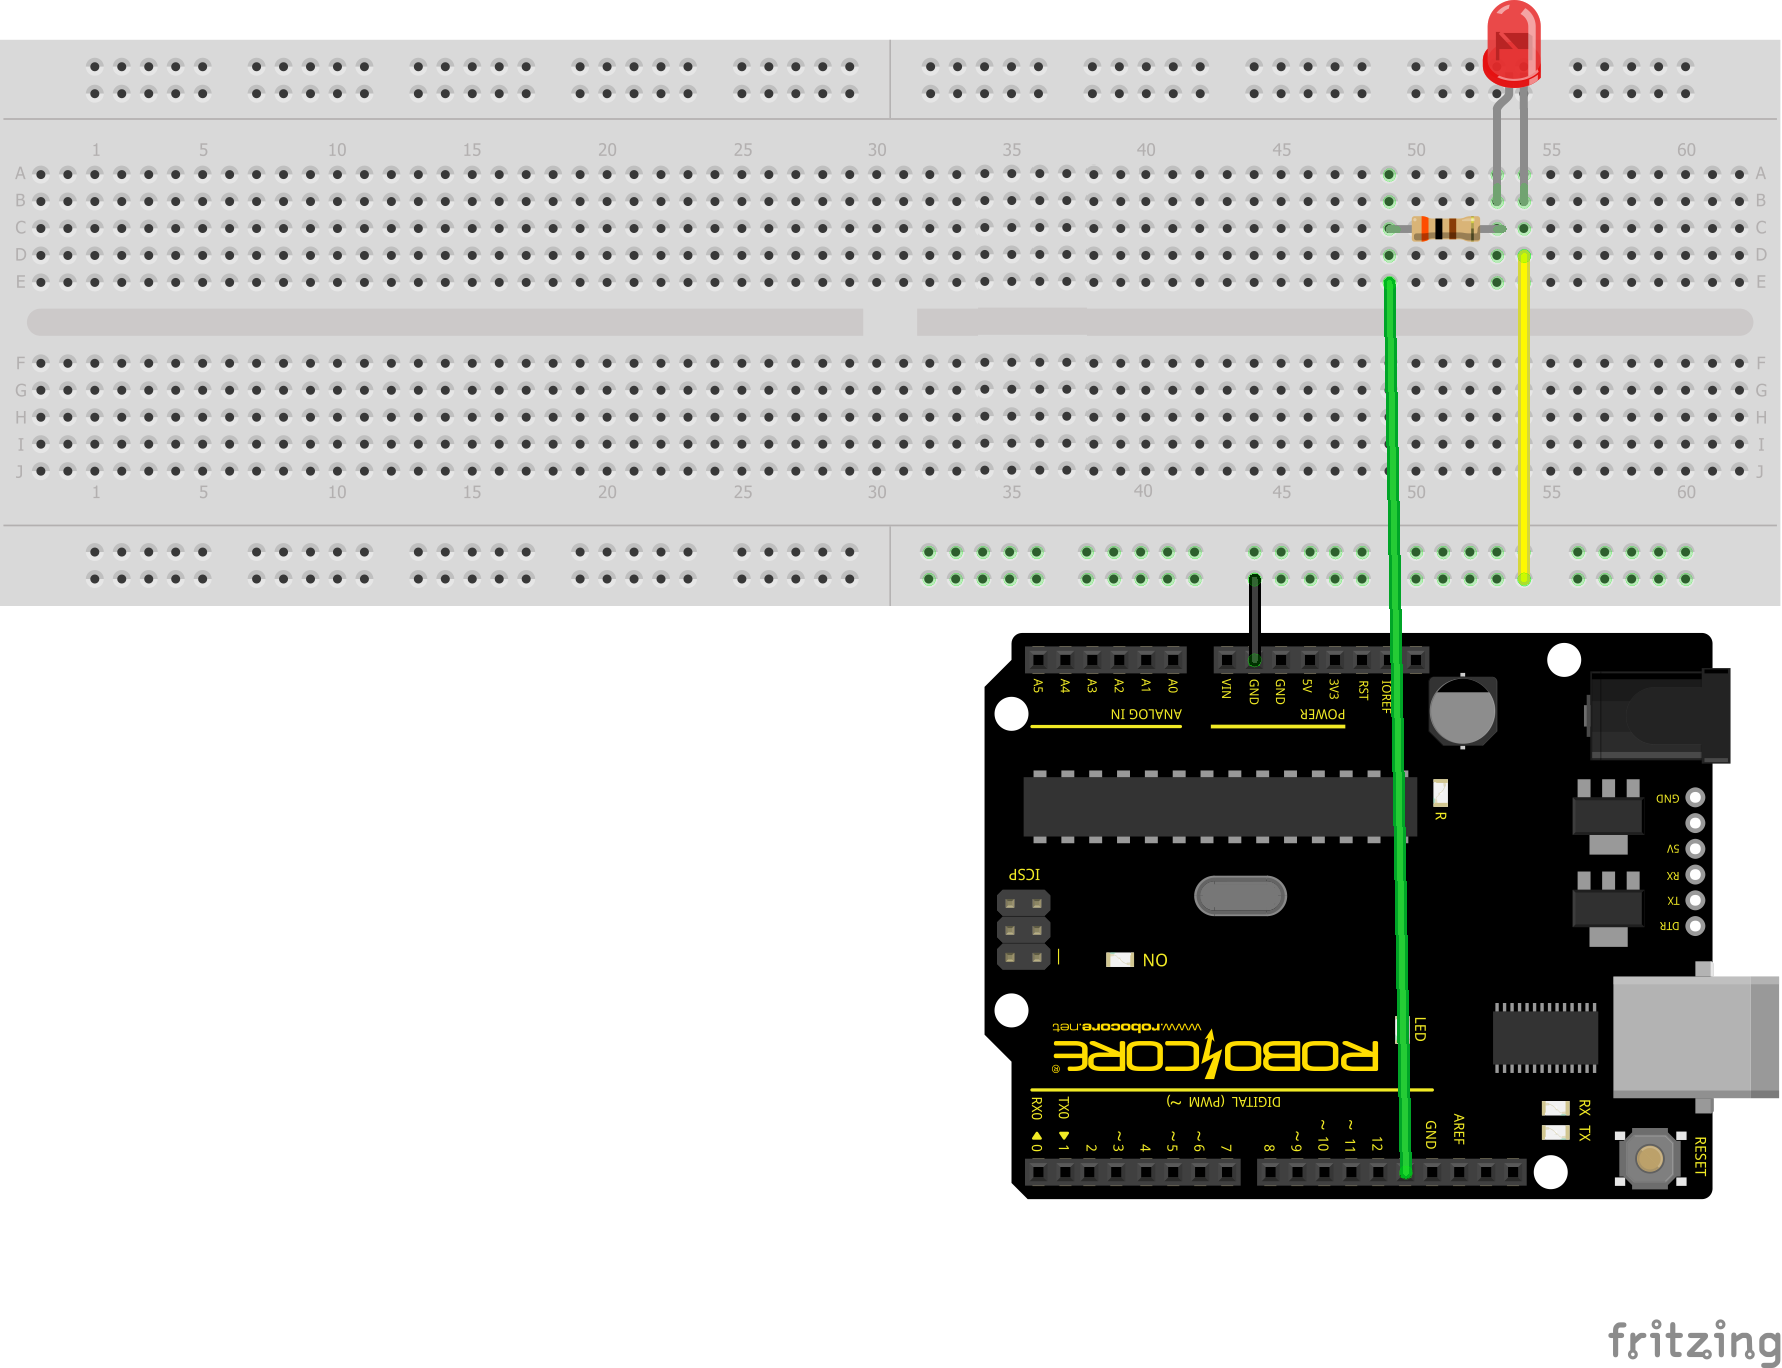 1 5 10 15 20 25 30 35 40 45 50 55 60
A A
B B
C C
D D
E E
F F
G G
H H
I I
J J
1 5 10 15 20 25 30 35 40 45 50 55 60
A5 A4 A3 A2 A1 A0 VIN GND GND 5V 3V3 RST IOREF
ANALOG IN POWER
GND
R
5V
ICSP
RX
TX
DTR
ON
www.robocore.net
LED
ROBOCORE®
DIGITAL (PWM ~)
RX0 TX0 RX
TX
0 1 2 ~3 4 ~5 ~6 7 8 ~9 ~10 ~11 12 GND AREF
RESET
fritzing